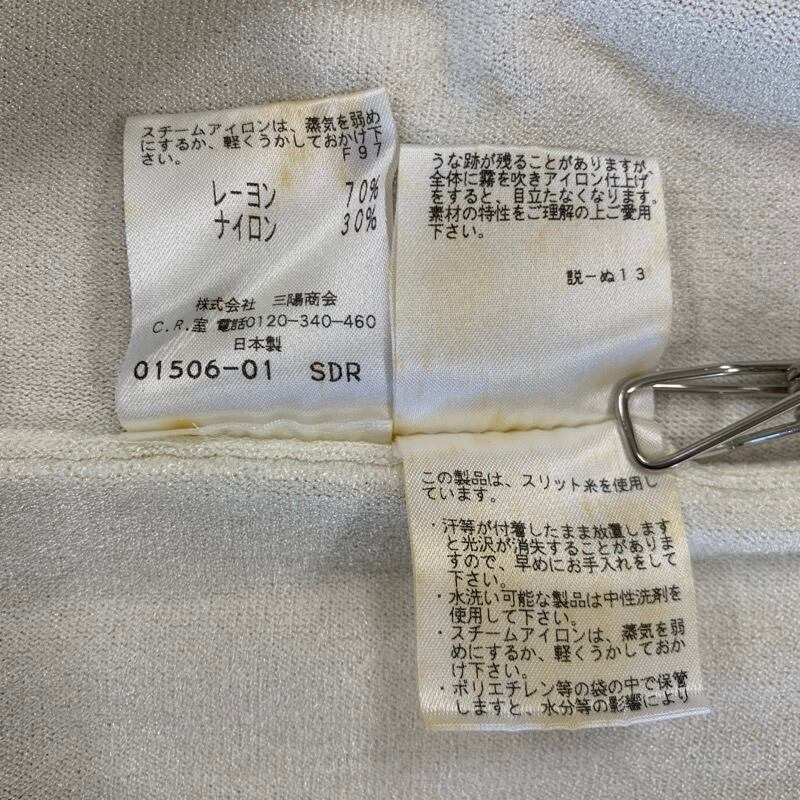 スチームアイロンは、蒸気を弱め
にするか、軽くうかしておかけ下
さい。 F97
レーヨン 70%
ナイロン 30%
株式会社 三陽商会
C.R.室 電話0120-340-460
日本製
01506-01 SDR
うな跡が残ることがありますが、
全体に霧を吹きアイロン仕上げ
をすると、目立たなくなります。
素材の特性をご理解の上ご愛用
下さい。
説ーぬ13
この製品は、スリット糸を使用し
ています。
・汗等が付着したまま放置します
と光沢が消失することがありま
すので、早めにお手入れをして
下さい。
・水洗い可能な製品は中性洗剤を
使用して下さい。
・スチームアイロンは、蒸気を弱
めにするか、軽くうかしておか
け下さい。
・ポリエチレン等の袋の中で保管
しますと、水分等の影響により